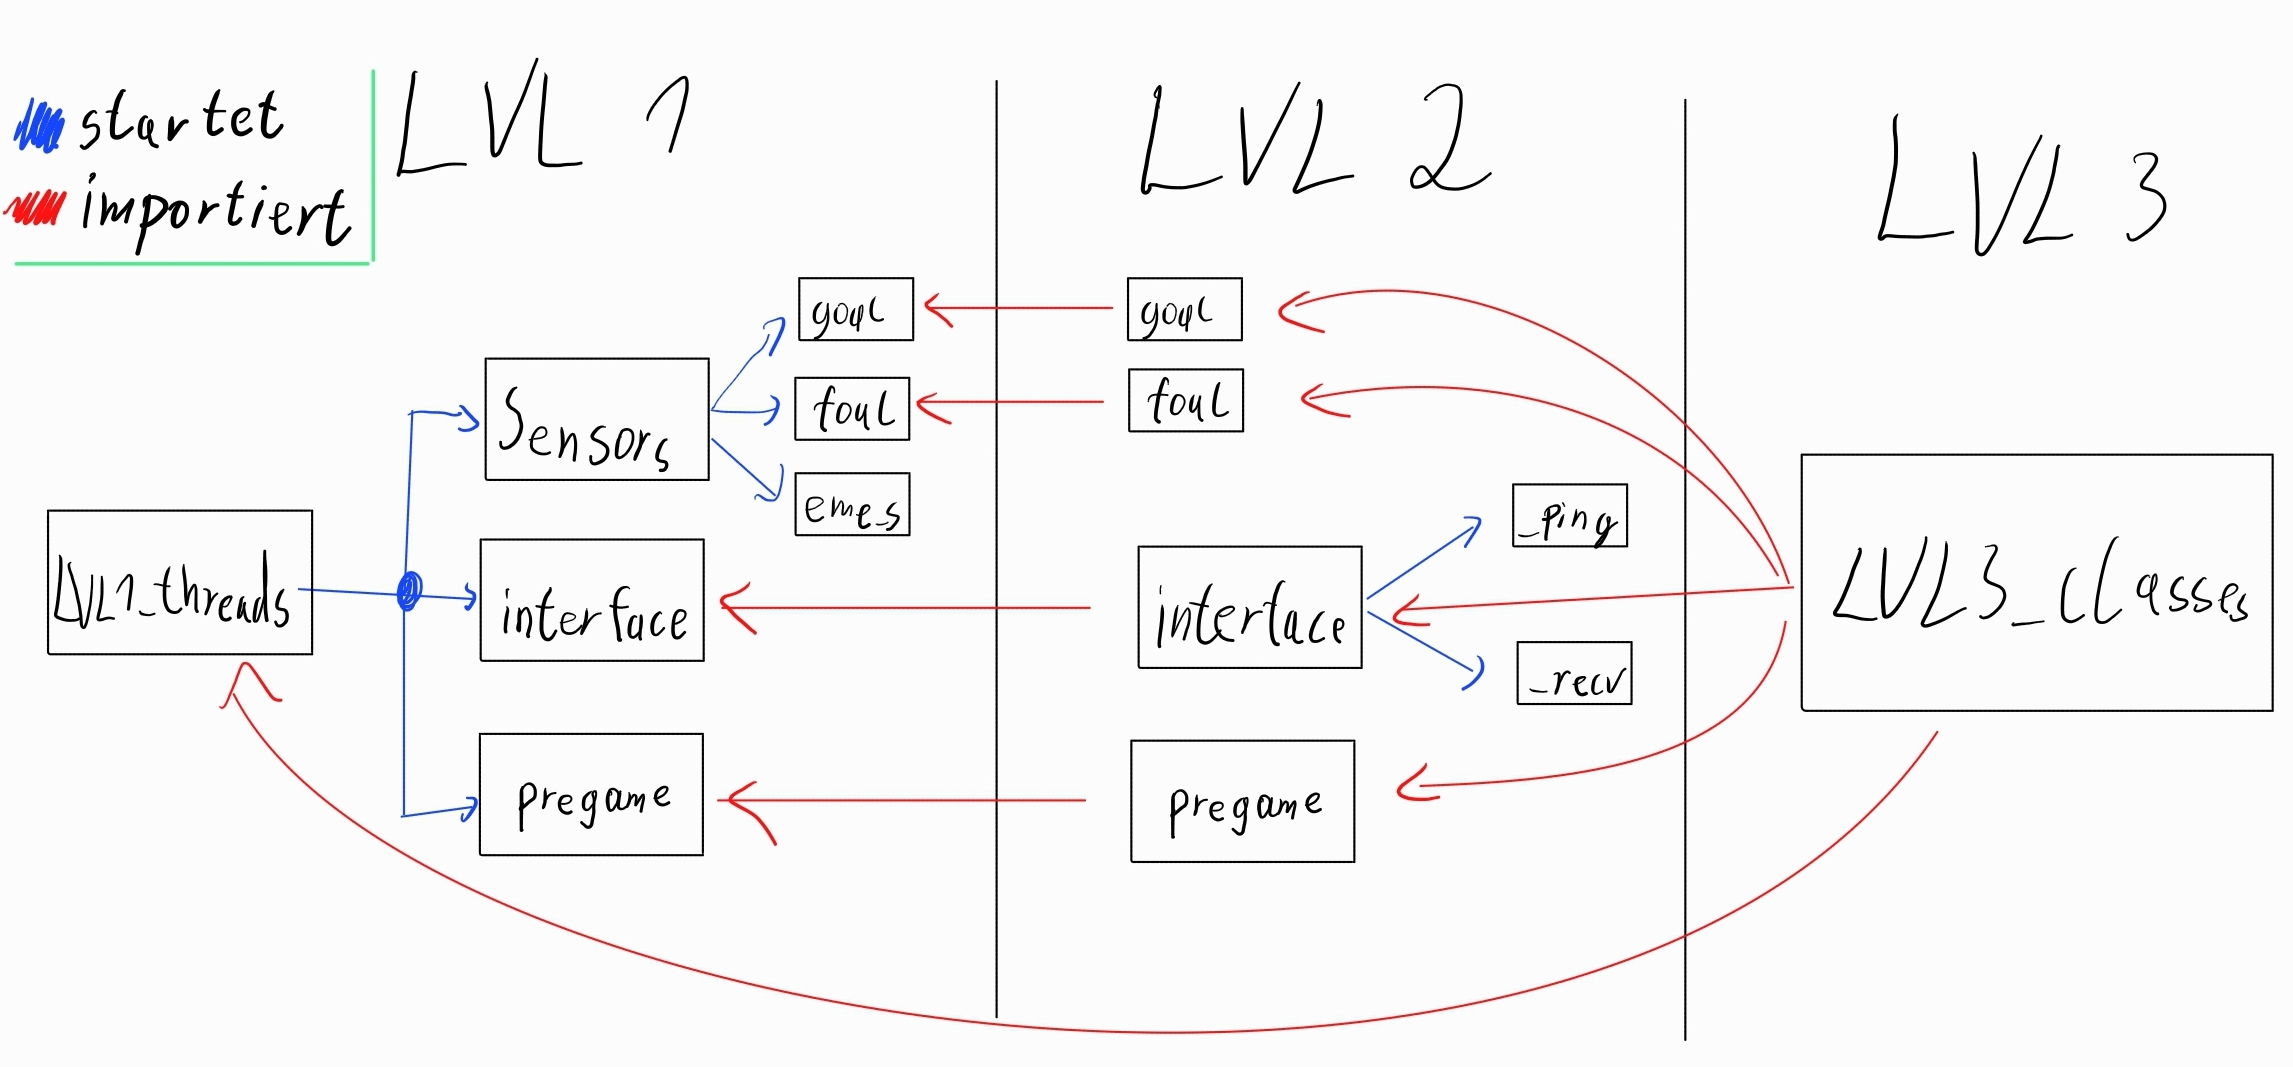 startet
importiert
LVL 1
LVL 2
LVL 3
goal
foul
eme_s
Sensors
LVL1_threads
interface
pregame
goal
foul
interface
_ping
_recv
pregame
LVL3_classes